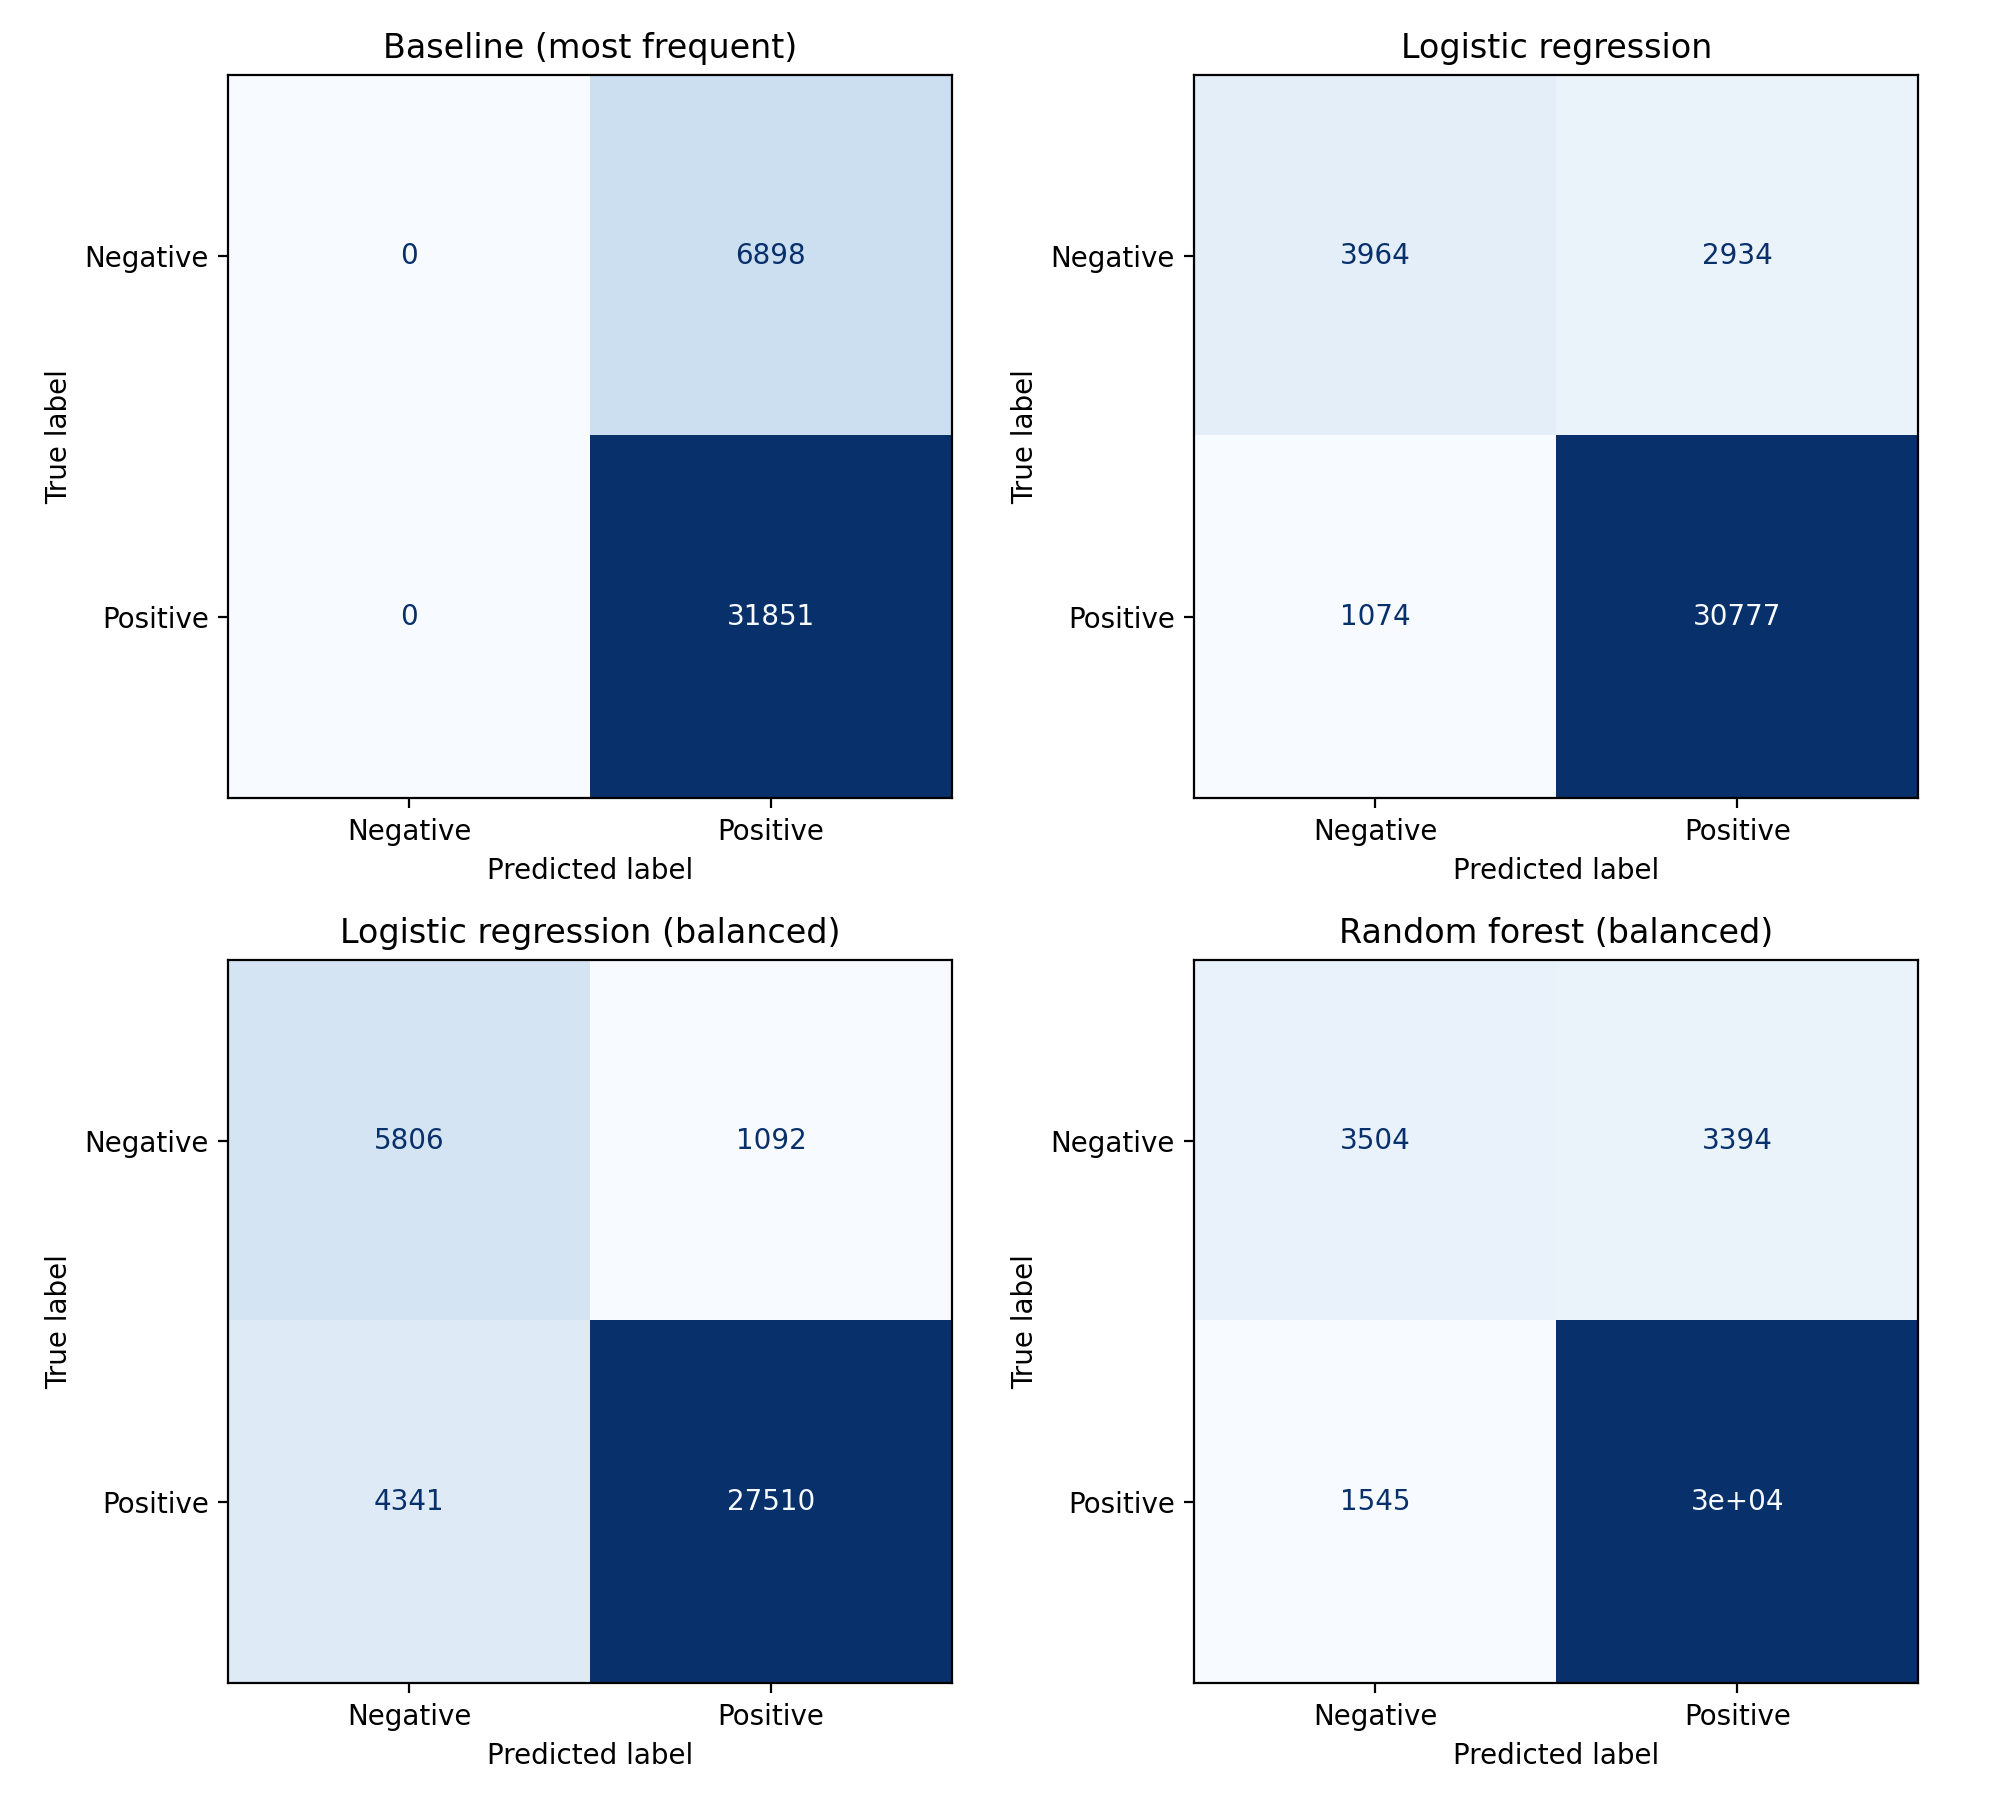 Baseline (most frequent)
True label
Negative
0
6898
Positive
0
31851
Negative
Positive
Predicted label
Logistic regression
True label
Negative
3964
2934
Positive
1074
30777
Negative
Positive
Predicted label
Logistic regression (balanced)
True label
Negative
5806
1092
Positive
4341
27510
Negative
Positive
Predicted label
Random forest (balanced)
True label
Negative
3504
3394
Positive
1545
3e+04
Negative
Positive
Predicted label